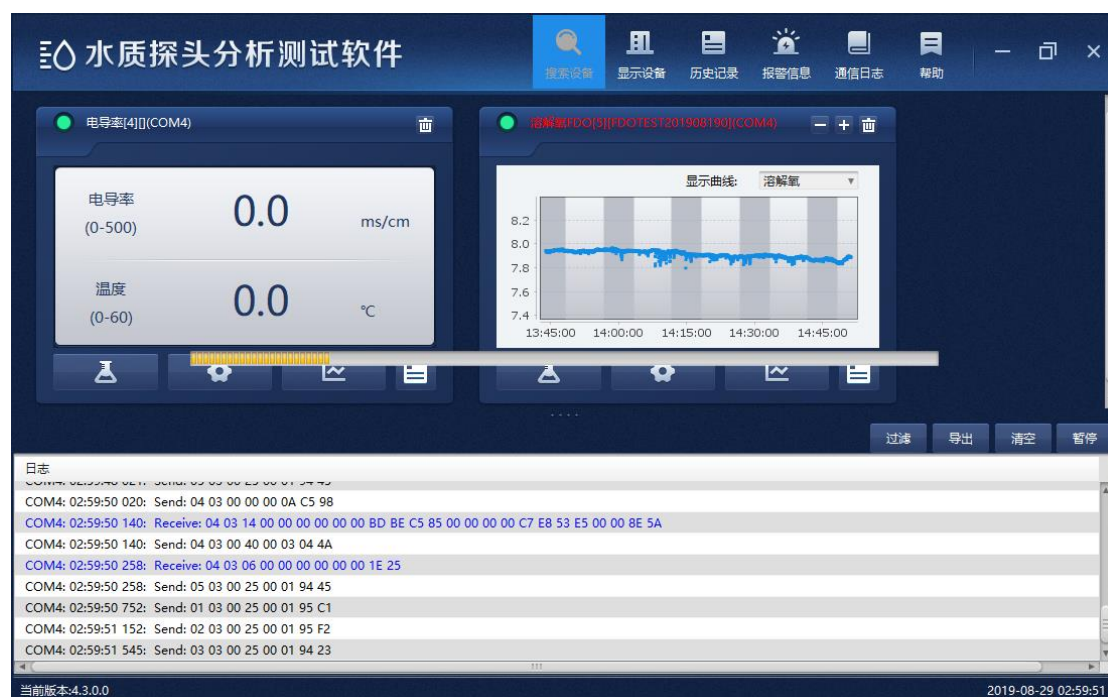 水质探头分析测试软件
搜索设备 显示设备 历史记录 报警信息 通信日志 帮助
电导率[4][](COM4)
溶解氧FDO[5][FDOTEST201908190](COM4)
显示曲线: 溶解氧
电导率
(0-500)
0.0
ms/cm
温度
(0-60)
0.0
℃
8.2
8.0
7.8
7.6
7.4
13:45:00 14:00:00 14:15:00 14:30:00 14:45:00
过滤 导出 清空 暂停
日志
COM4: 02:59:50 020: Send: 04 03 00 00 00 0A C5 98
COM4: 02:59:50 140: Receive: 04 03 14 00 00 00 00 00 00 BD BE C5 85 00 00 00 00 C7 E8 53 E5 00 00 8E 5A
COM4: 02:59:50 140: Send: 04 03 00 40 00 03 04 4A
COM4: 02:59:50 258: Receive: 04 03 06 00 00 00 00 00 00 1E 25
COM4: 02:59:50 258: Send: 05 03 00 25 00 01 94 45
COM4: 02:59:50 752: Send: 01 03 00 25 00 01 95 C1
COM4: 02:59:51 152: Send: 02 03 00 25 00 01 95 F2
COM4: 02:59:51 545: Send: 03 03 00 25 00 01 94 23
当前版本:4.3.0.0
2019-08-29 02:59:51